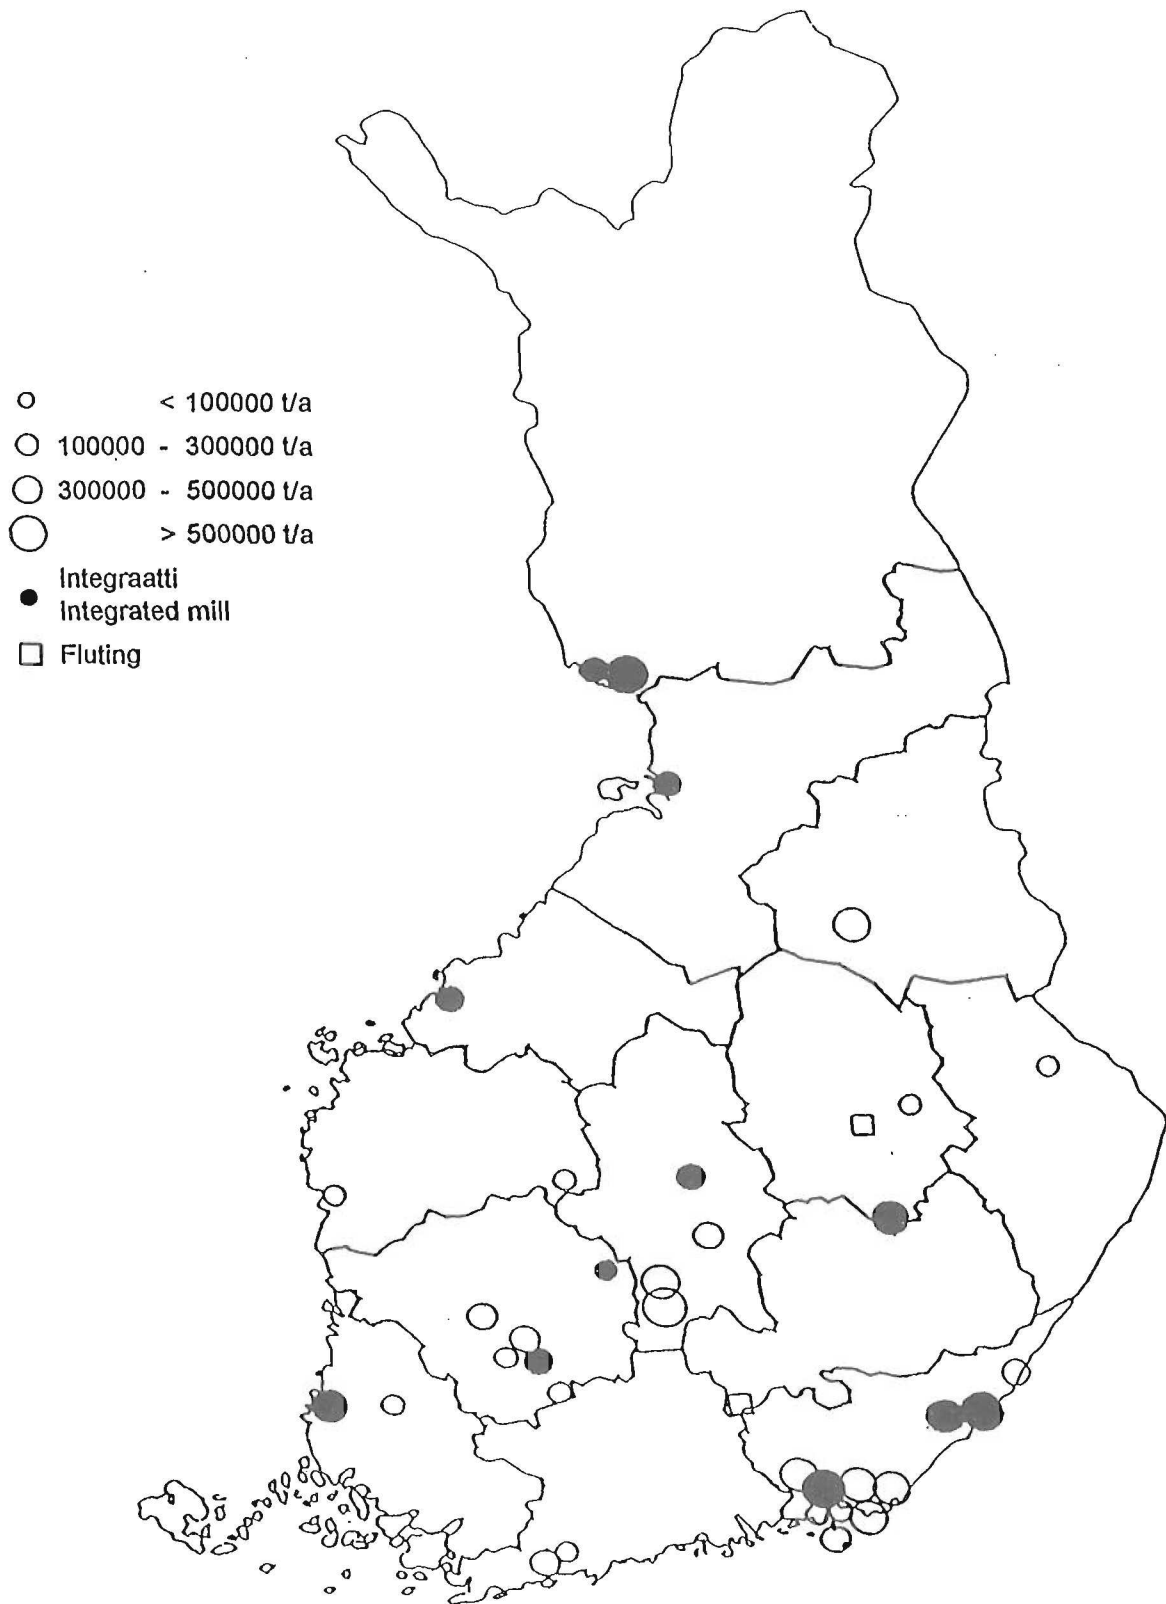 < 100000 t/a
100000 - 300000 t/a
300000 - 500000 t/a
> 500000 t/a
Integraatti
Integrated mill
Fluting